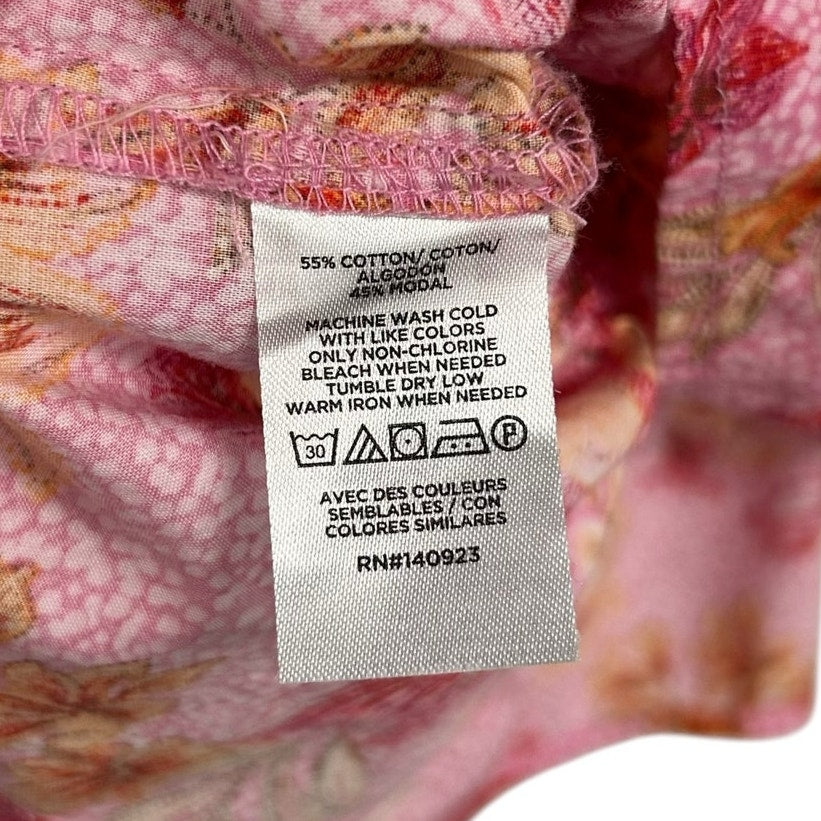 55% COTTON/ COTON/
ALGODON
45% MODAL
MACHINE WASH COLD
WITH LIKE COLORS
ONLY NON-CHLORINE
BLEACH WHEN NEEDED
TUMBLE DRY LOW
WARM IRON WHEN NEEDED
30 P
AVEC DES COULEURS
SEMBLABLES / CON
COLORES SIMILARES
RN#140923